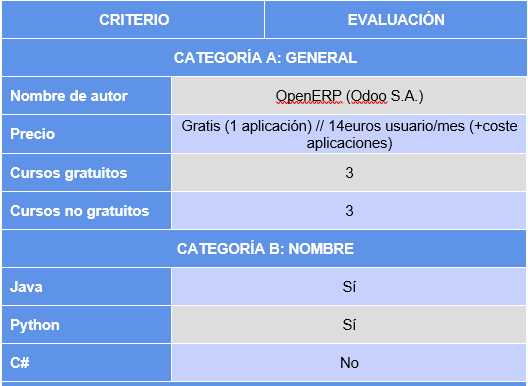 CRITERIO EVALUACIÓN
CATEGORÍA A: GENERAL
Nombre de autor OpenERP (Odoo S.A.)
Precio Gratis (1 aplicación) // 14euros usuario/mes (+coste
aplicaciones)
Cursos gratuitos 3
Cursos no gratuitos 3
CATEGORÍA B: NOMBRE
Java Sí
Python Sí
C# No